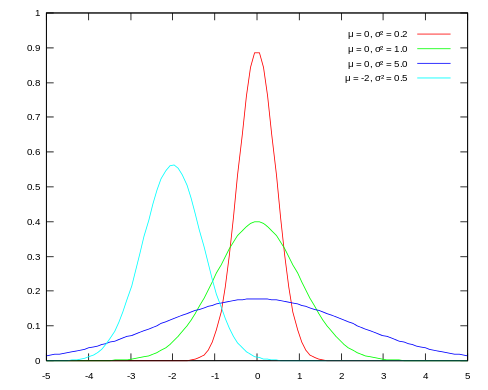 1
0.9
0.8
0.7
0.6
0.5
0.4
0.3
0.2
0.1
0
μ = 0, σ² = 0.2
μ = 0, σ² = 1.0
μ = 0, σ² = 5.0
μ = -2, σ² = 0.5
-5 -4 -3 -2 -1 0 1 2 3 4 5